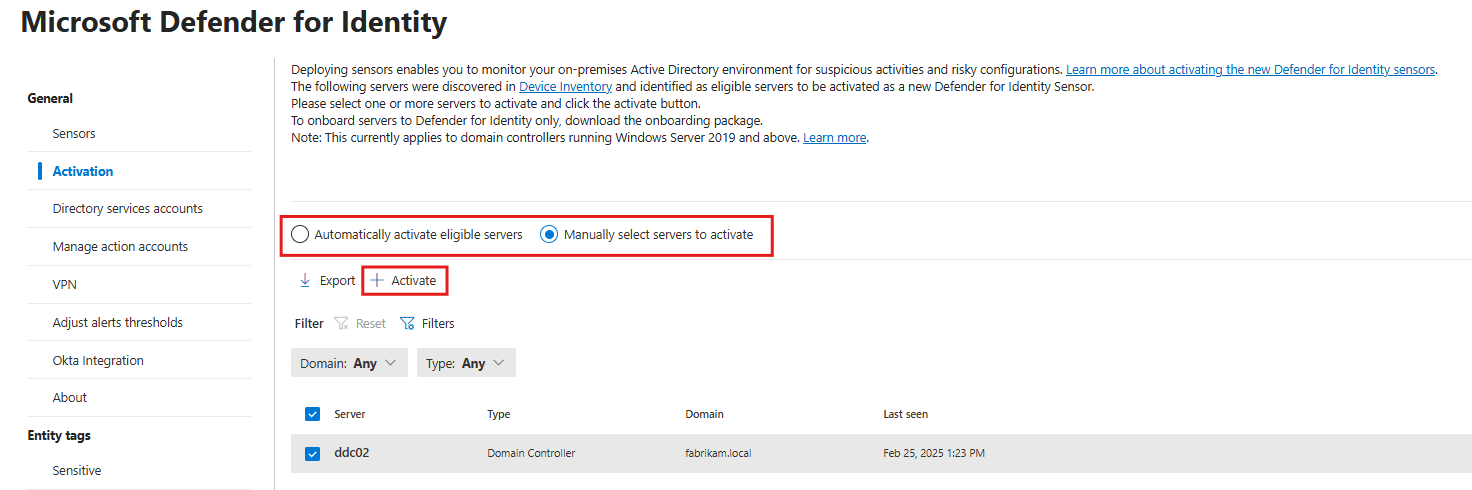 Microsoft Defender for Identity
General
Sensors
Activation
Directory services accounts
Manage action accounts
VPN
Adjust alerts thresholds
Okta Integration
About
Entity tags
Sensitive
Deploying sensors enables you to monitor your on-premises Active Directory environment for suspicious activities and risky configurations. Learn more about activating the new Defender for Identity sensors.
The following servers were discovered in Device Inventory and identified as eligible servers to be activated as a new Defender for Identity Sensor.
Please select one or more servers to activate and click the activate button.
To onboard servers to Defender for Identity only, download the onboarding package.
Note: This currently applies to domain controllers running Windows Server 2019 and above. Learn more.
Automatically activate eligible servers Manually select servers to activate
Export Activate
Filter Reset Filters
Domain: Any Type: Any
Server Type Domain Last seen
ddc02 Domain Controller fabrikam.local Feb 25, 2025 1:23 PM